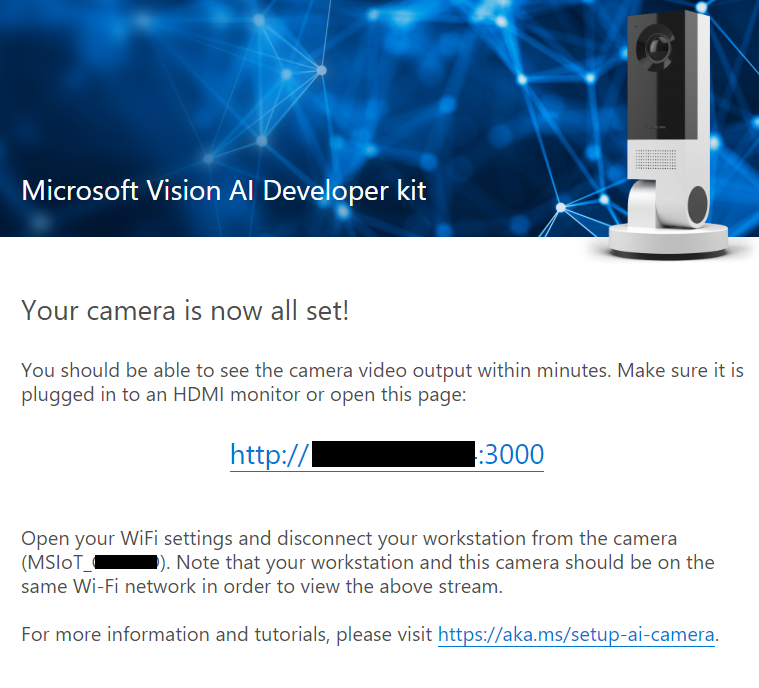 Microsoft Vision AI Developer kit
Your camera is now all set!
You should be able to see the camera video output within minutes. Make sure it is
plugged in to an HDMI monitor or open this page:
http:// :3000
Open your WiFi settings and disconnect your workstation from the camera
(MSIoT_ ). Note that your workstation and this camera should be on the
same Wi-Fi network in order to view the above stream.
For more information and tutorials, please visit https://aka.ms/setup-ai-camera.